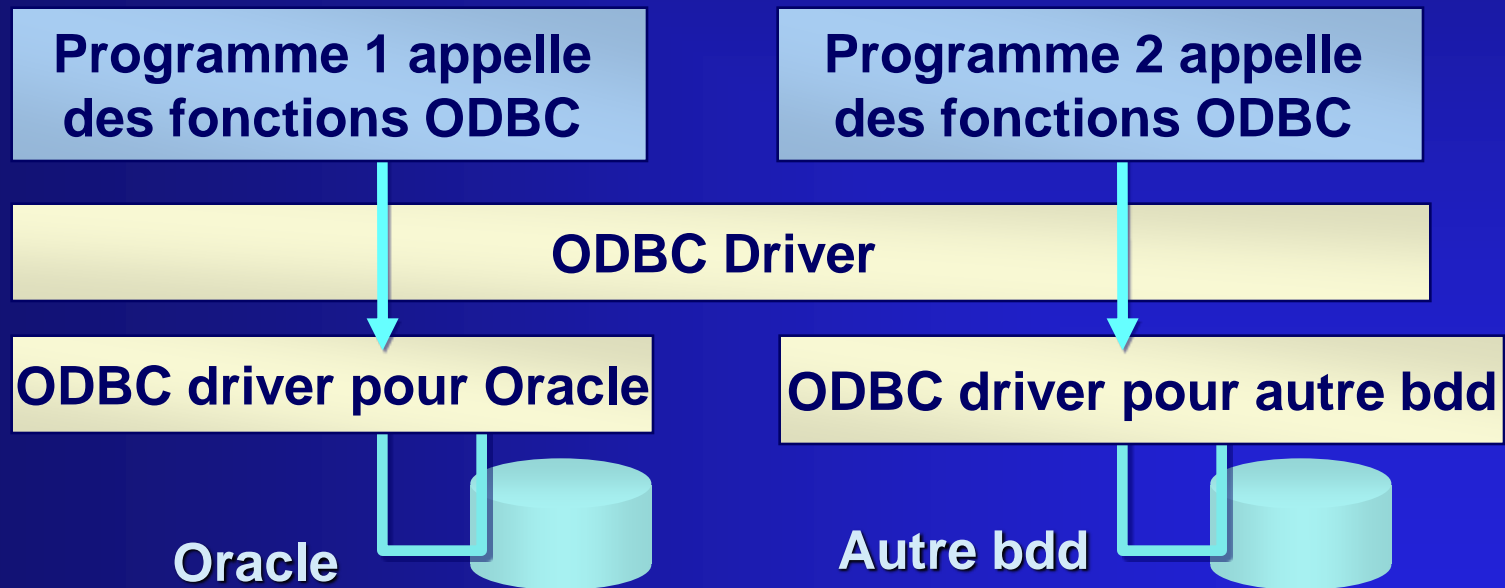 Programme 1 appelle
des fonctions ODBC
Programme 2 appelle
des fonctions ODBC
ODBC Driver
ODBC driver pour Oracle
ODBC driver pour autre bdd
Oracle
Autre bdd